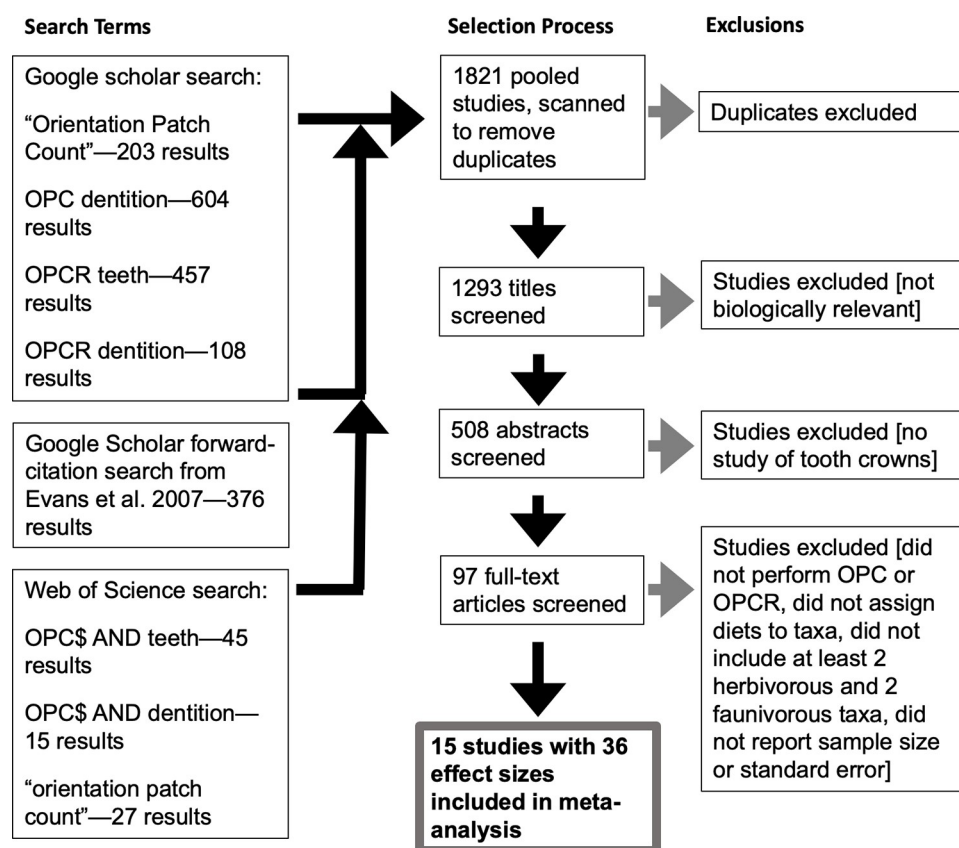 Search Terms
Google scholar search:
“Orientation Patch
Count”—203 results
OPC dentition—604
results
OPCR teeth—457
results
OPCR dentition—108
results
Google Scholar forward-
citation search from
Evans et al. 2007—376
results
Web of Science search:
OPC$ AND teeth—45
results
OPC$ AND dentition—
15 results
“orientation patch
count”—27 results
Selection Process
1821 pooled
studies, scanned
to remove
duplicates
1293 titles
screened
508 abstracts
screened
97 full-text
articles screened
15 studies with 36
effect sizes
included in meta-
analysis
Exclusions
Duplicates excluded
Studies excluded [not
biologically relevant]
Studies excluded [no
study of tooth crowns]
Studies excluded [did
not perform OPC or
OPCR, did not assign
diets to taxa, did not
include at least 2
herbivorous and 2
faunivorous taxa, did
not report sample size
or standard error]